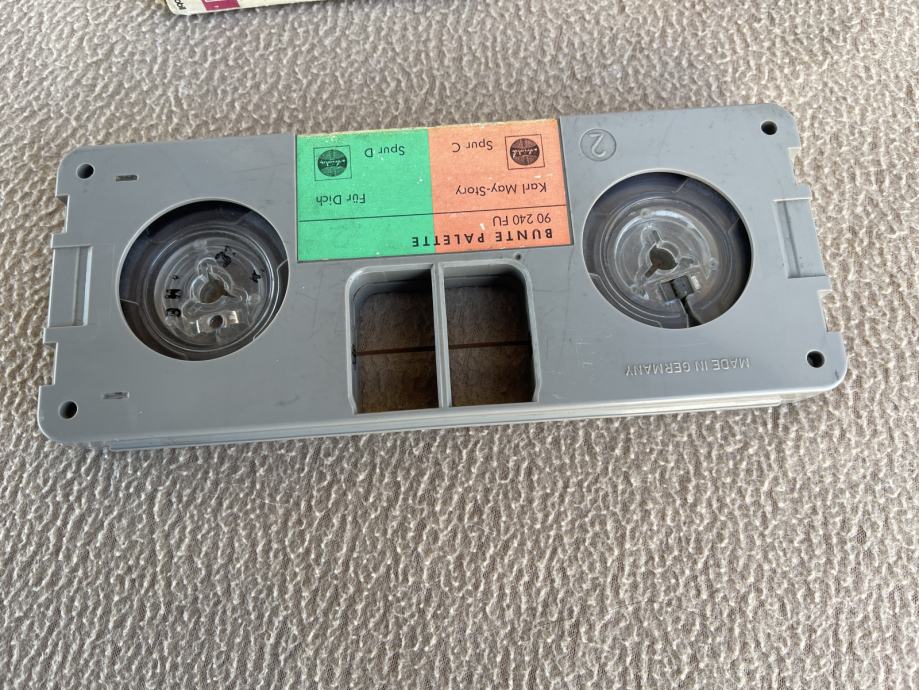 BUNTE PALETTE
90 240 FU
Karl May-Story
Spur C
Für Dich
Spur D
2
MADE IN GERMANY